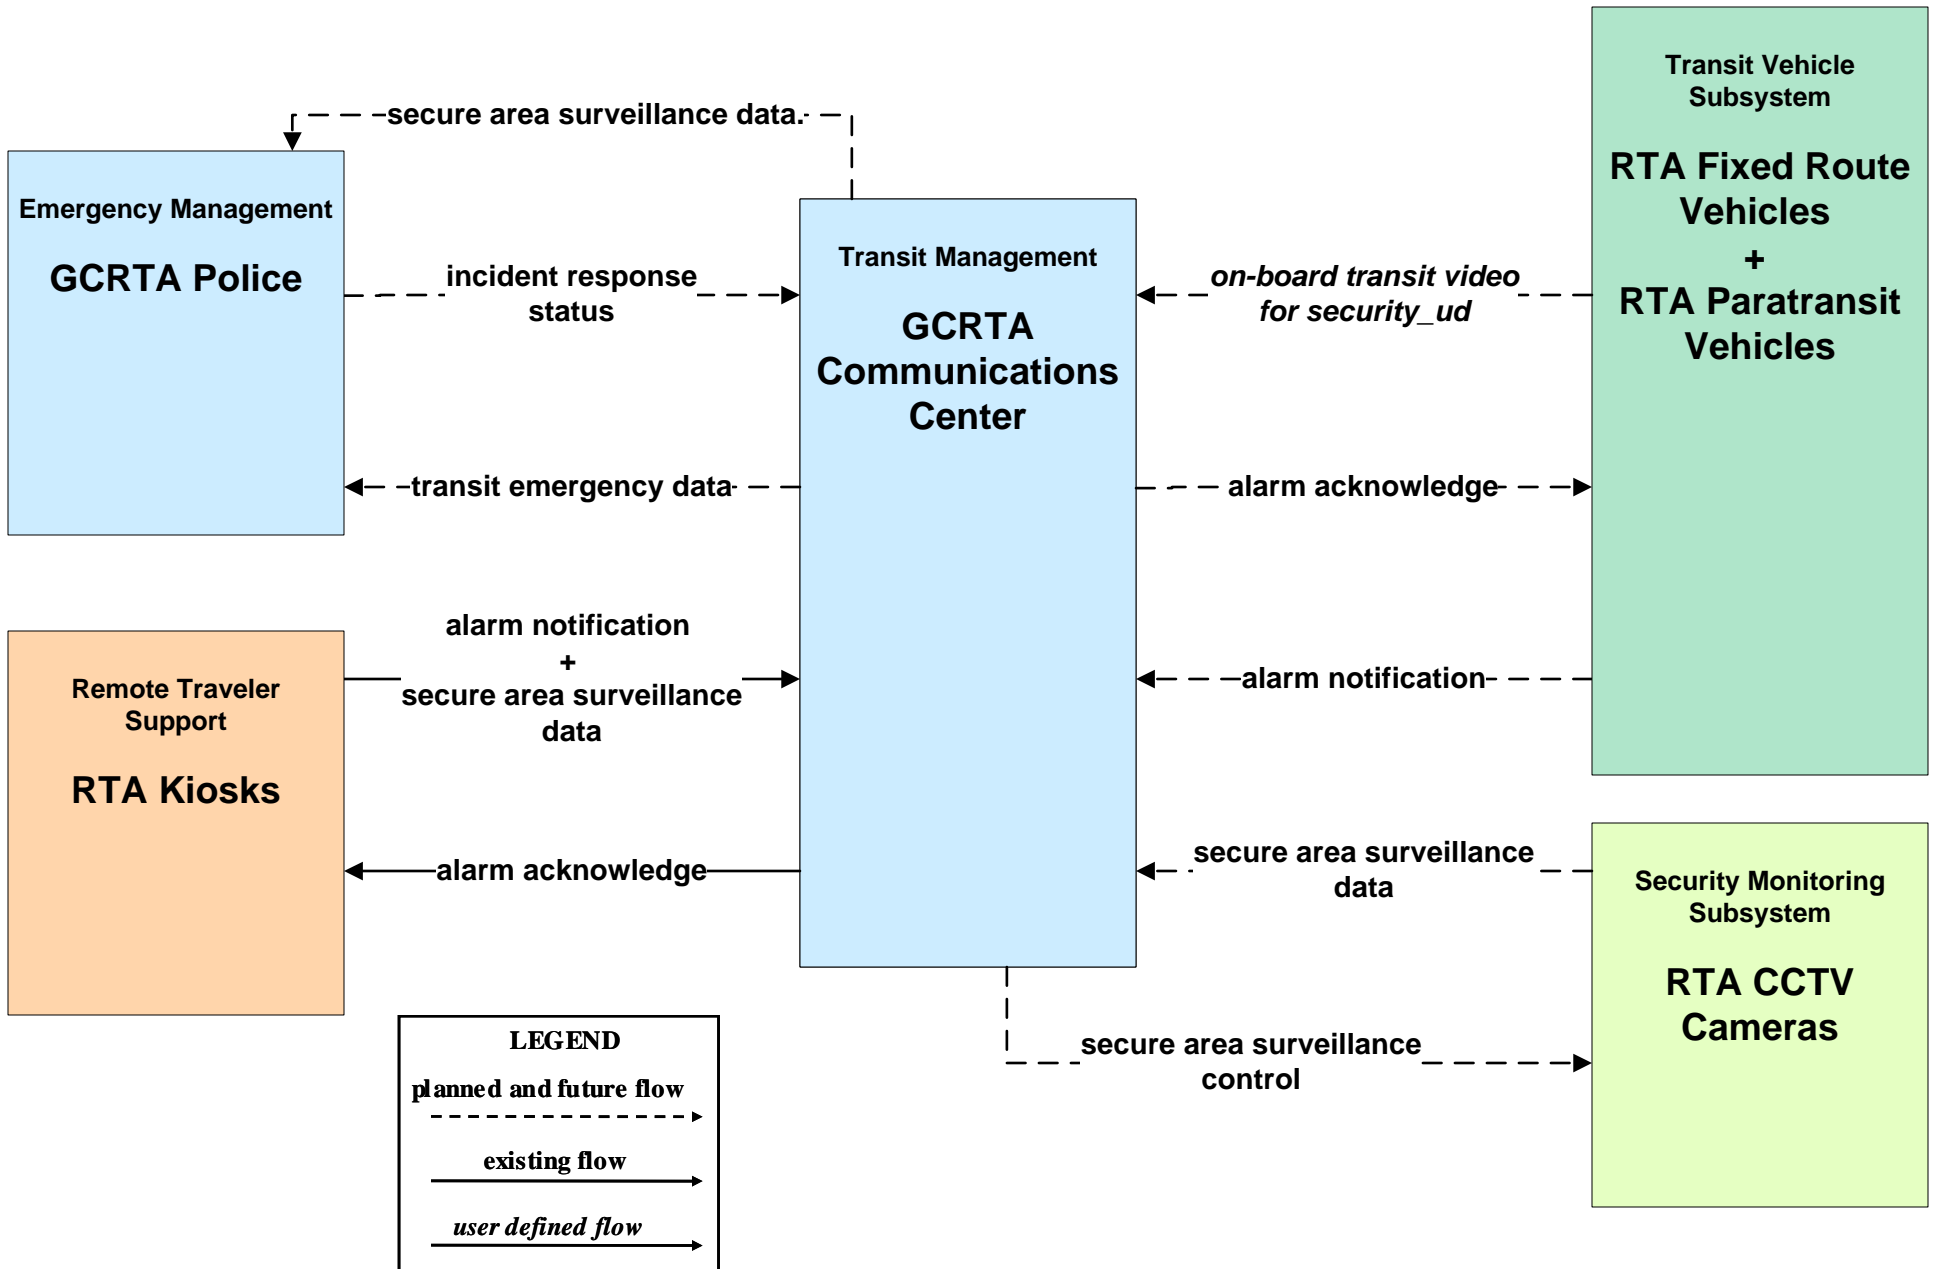 secure area surveillance data.
Emergency Management
GCRTA Police
incident response
status
transit emergency data
Remote Traveler
Support
RTA Kiosks
alarm notification
+
secure area surveillance
data
alarm acknowledge
Transit Management
GCRTA
Communications
Center
Transit Vehicle
Subsystem
RTA Fixed Route
Vehicles
+
RTA Paratransit
Vehicles
on-board transit video
for security_ud
alarm acknowledge
alarm notification
secure area surveillance
data
Security Monitoring
Subsystem
RTA CCTV
Cameras
secure area surveillance
control
LEGEND
planned and future flow
existing flow
user defined flow